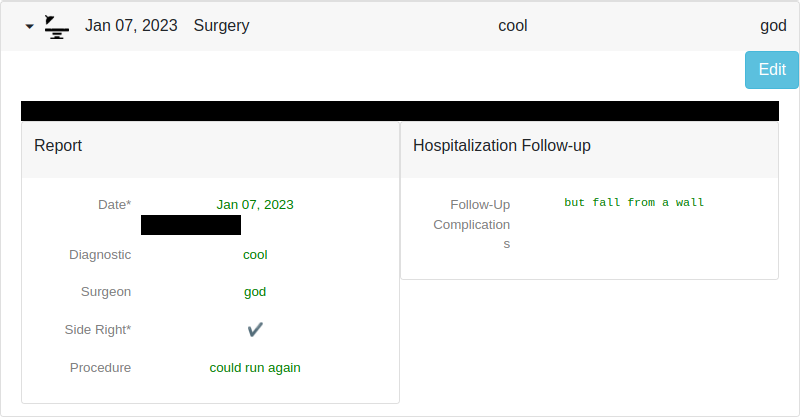 Jan 07, 2023 Surgery cool god
Edit
Report
Date* Jan 07, 2023
Diagnostic cool
Surgeon god
Side Right* ✔
Procedure could run again
Hospitalization Follow-up
Follow-Up but fall from a wall
Complication
s